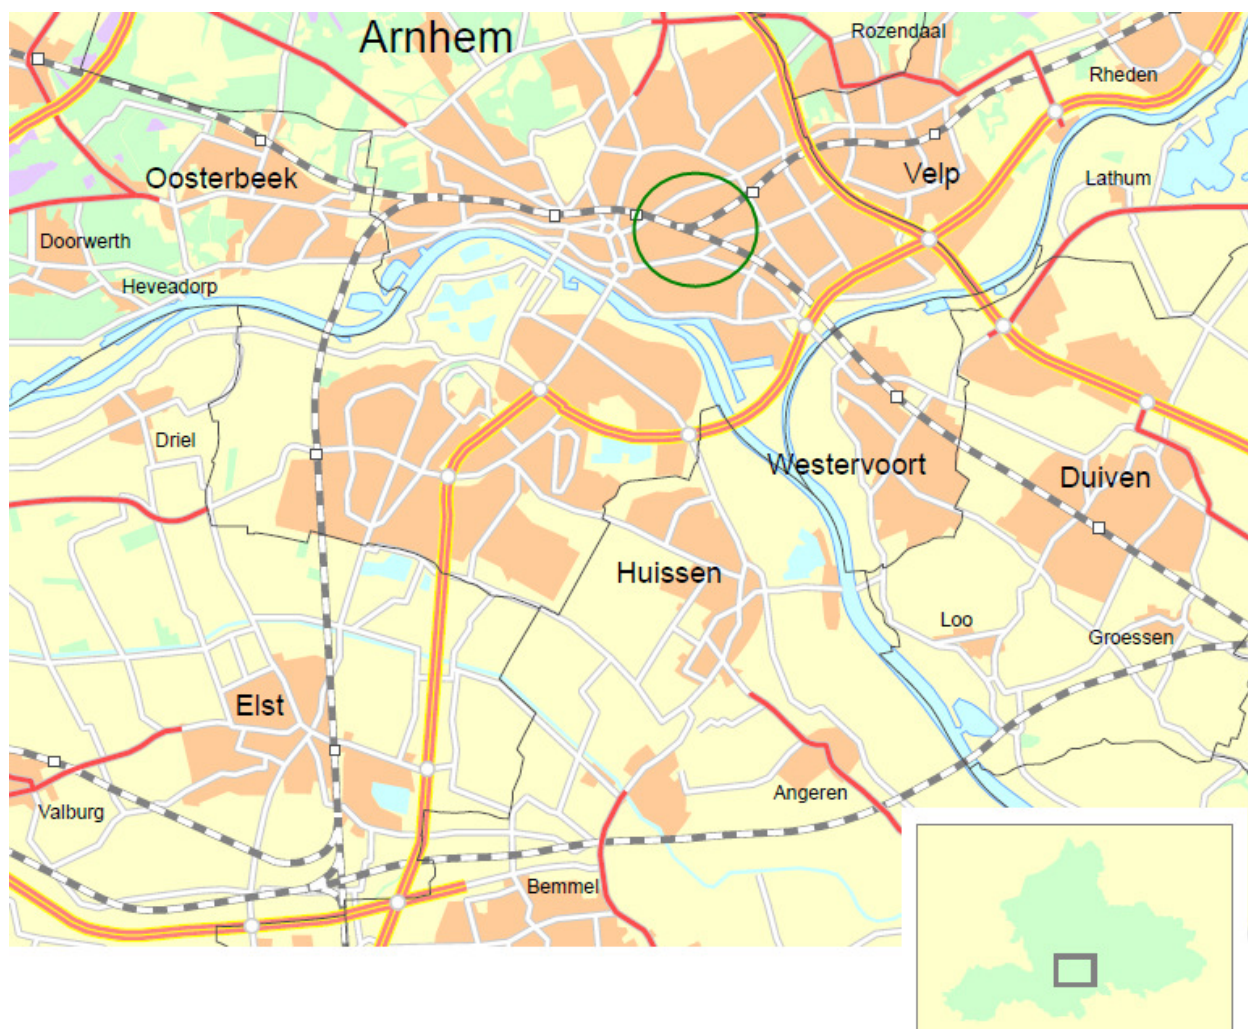 Arnhem
Rozendaal
Rheden
Oosterbeek
Velp
Lathum
Doorwerth
Heveadorp
Driel
Westervoort
Duiven
Huissen
Loo
Groessen
Elst
Angeren
Valburg
Bemmel